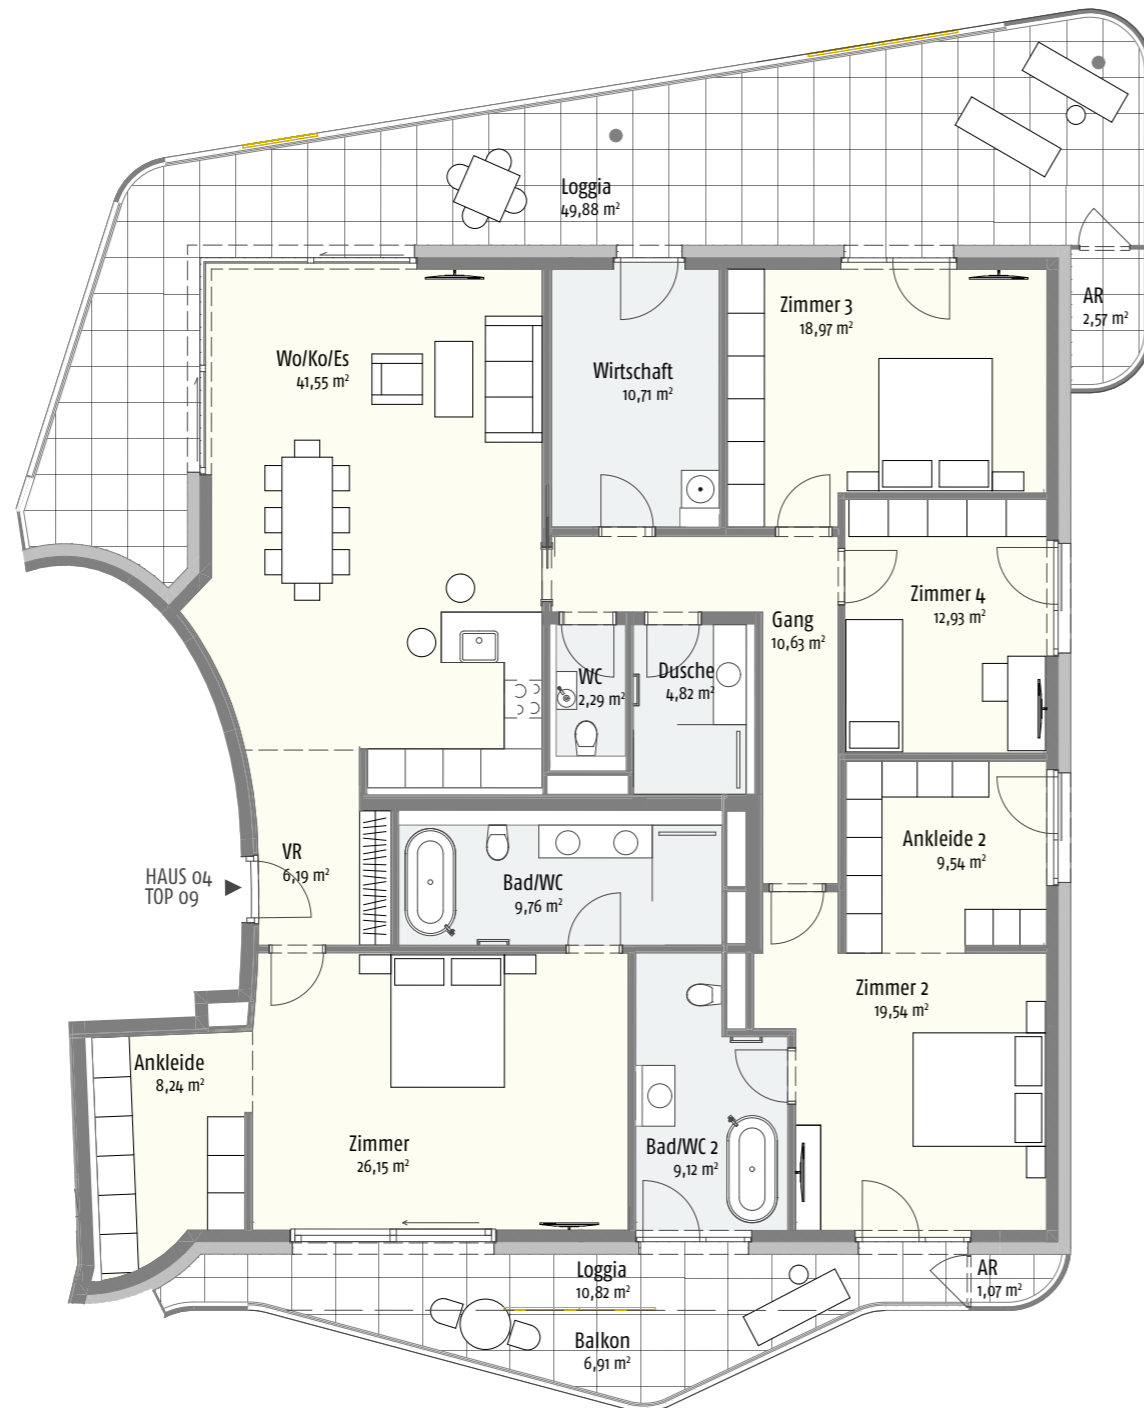 Loggia
49,88 m²
AR
2,57 m²
Zimmer 3
18,97 m²
Wo/Ko/Es
41,55 m²
Wirtschaft
10,71 m²
Zimmer 4
12,93 m²
Gang
10,63 m²
WC
2,29 m²
Dusche
4,82 m²
Ankleide 2
9,54 m²
VR
6,19 m²
HAUS 04
TOP 09
Bad/WC
9,76 m²
Zimmer 2
19,54 m²
Ankleide
8,24 m²
Zimmer
26,15 m²
Bad/WC 2
9,12 m²
Loggia
10,82 m²
AR
1,07 m²
Balkon
6,91 m²